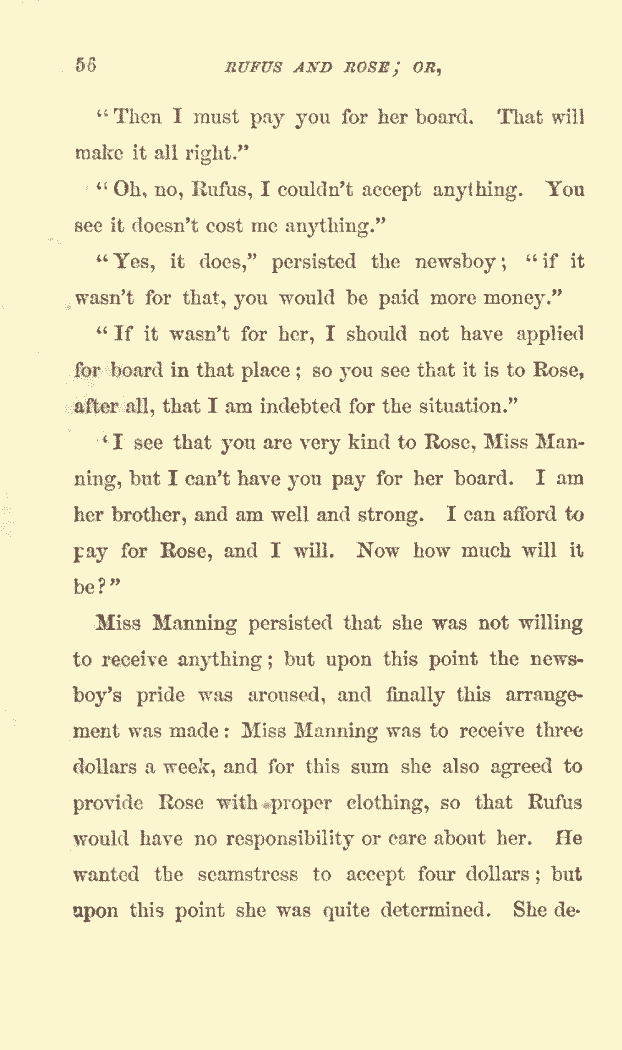 56 RUFUS AND ROSE; OR,
“Then I must pay you for her board. That will
make it all right.”
“Oh, no, Rufus, I couldn’t accept anything. You
see it doesn’t cost me anything.”
“Yes, it does,” persisted the newsboy; “if it
wasn’t for that, you would be paid more money.”
“If it wasn’t for her, I should not have applied
for board in that place; so you see that it is to Rose,
after all, that I am indebted for the situation.”
‘I see that you are very kind to Rose, Miss Man-
ning, but I can’t have you pay for her board. I am
her brother, and am well and strong. I can afford to
pay for Rose, and I will. Now how much will it
be?”
Miss Manning persisted that she was not willing
to receive anything; but upon this point the news-
boy’s pride was aroused, and finally this arrange-
ment was made: Miss Manning was to receive three
dollars a week, and for this sum she also agreed to
provide Rose with proper clothing, so that Rufus
would have no responsibility or care about her. He
wanted the seamstress to accept four dollars; but
upon this point she was quite determined. She de-